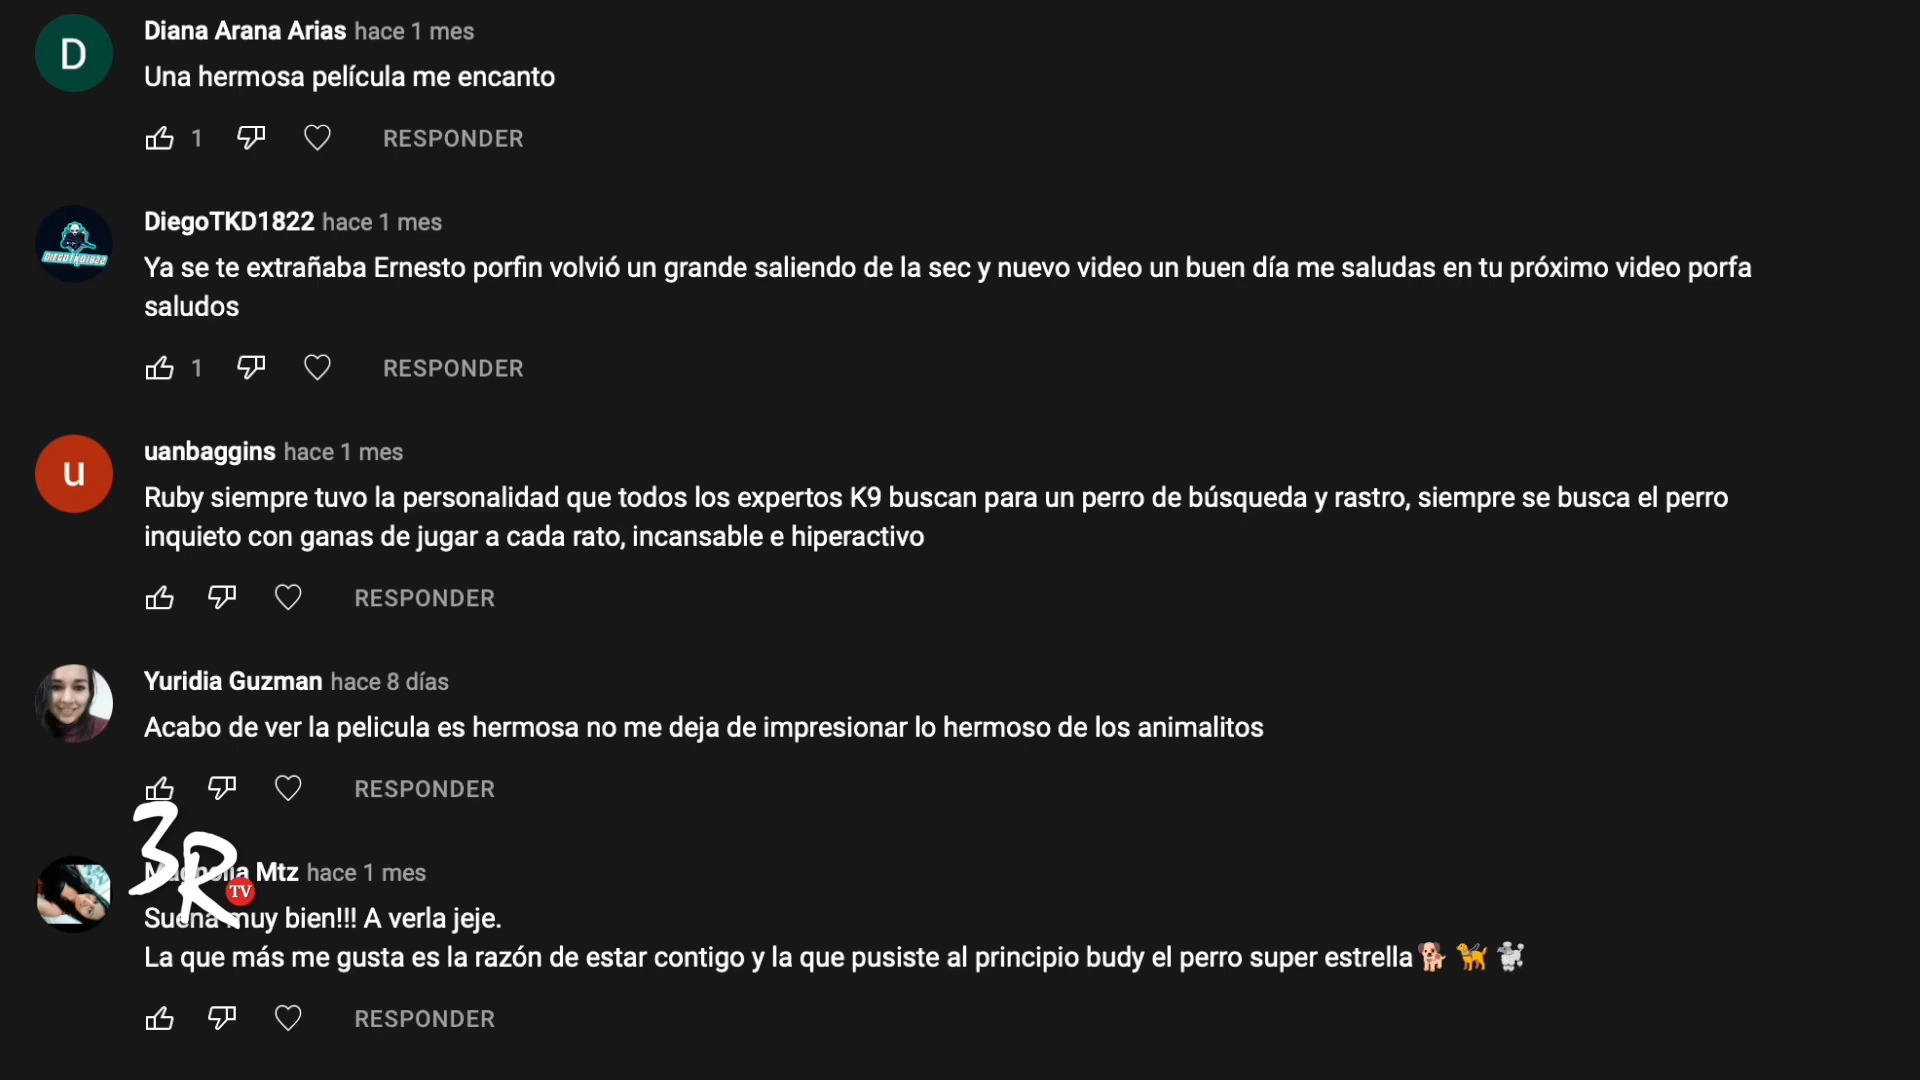 D
Diana Arana Arias hace 1 mes
Una hermosa película me encanto
1 RESPONDER
DIEGOTKD1822
DiegoTKD1822 hace 1 mes
Ya se te extrañaba Ernesto porfin volvió un grande saliendo de la sec y nuevo video un buen día me saludas en tu próximo video porfa
saludos
1 RESPONDER
u
uanbaggins hace 1 mes
Ruby siempre tuvo la personalidad que todos los expertos K9 buscan para un perro de búsqueda y rastro, siempre se busca el perro
inquieto con ganas de jugar a cada rato, incansable e hiperactivo
RESPONDER
Yuridia Guzman hace 8 días
Acabo de ver la pelicula es hermosa no me deja de impresionar lo hermoso de los animalitos
RESPONDER
3R TV
Magnolia Mtz hace 1 mes
Suena muy bien!!! A verla jeje.
La que más me gusta es la razón de estar contigo y la que pusiste al principio budy el perro super estrella🐕 🦮 🐩
RESPONDER